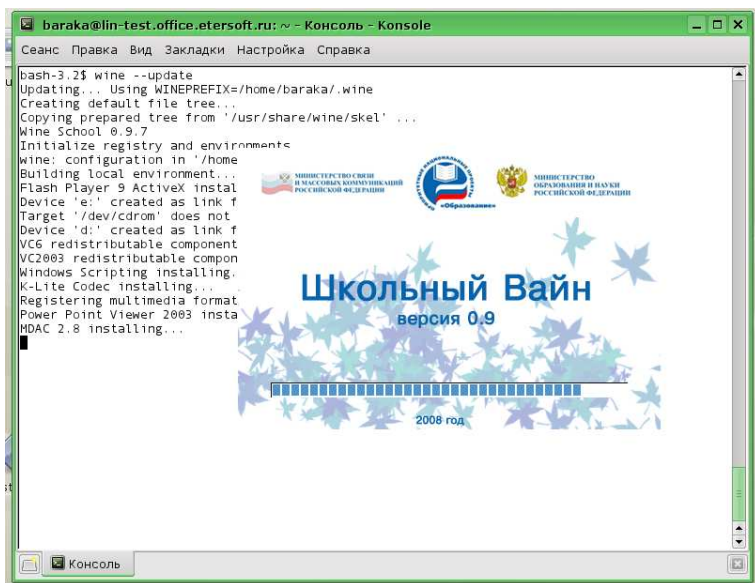 baraka@lin-test.office.etersoft.ru: ~ - Консоль - Konsole
Сеанс Правка Вид Закладки Настройка Справка
bash-3.2$ wine --update
Updating... Using WINEPREFIX=/home/baraka/.wine
Creating default file tree...
Copying prepared tree from '/usr/share/wine/skel' ...
Wine School 0.9.7
Initialize registry and environments
wine: configuration in '/home
Building local environment...
Flash Player 9 ActiveX instal
Device 'e:' created as link f
Target '/dev/cdrom' does not
Device 'd:' created as link f
VC6 redistributable component
VC2003 redistributable compon
Windows Scripting installing.
K-Lite Codec installing...
Registering multimedia format
Power Point Viewer 2003 insta
MDAC 2.8 installing...
МИНИСТЕРСТВО СВЯЗИ
И МАССОВЫХ КОММУНИКАЦИЙ
РОССИЙСКОЙ ФЕДЕРАЦИИ
«Образование»
МИНИСТЕРСТВО
ОБРАЗОВАНИЯ И НАУКИ
РОССИЙСКОЙ ФЕДЕРАЦИИ
Школьный Вайн
версия 0.9
2008 год
Консоль